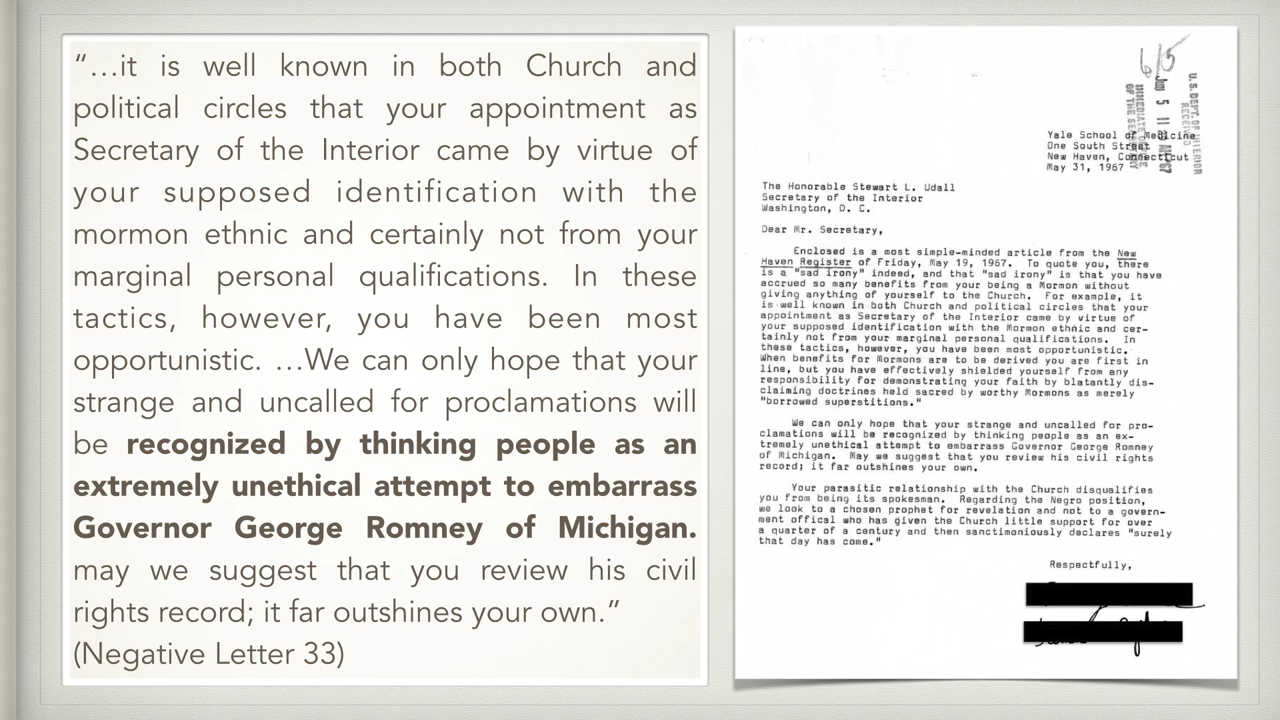 “…it is well known in both Church and
political circles that your appointment as
Secretary of the Interior came by virtue of
your supposed identification with the
mormon ethnic and certainly not from your
marginal personal qualifications. In these
tactics, however, you have been most
opportunistic. …We can only hope that your
strange and uncalled for proclamations will
be recognized by thinking people as an
extremely unethical attempt to embarrass
Governor George Romney of Michigan.
may we suggest that you review his civil
rights record; it far outshines your own.”
(Negative Letter 33)
6/5
U.S. DEPT. OF INTERIOR
RECEIVED
JUN 5 11
AM '67
IMMEDIATE OFFICE
OF THE SECRETARY
Yale School of Medicine
One South Street
New Haven, Connecticut
May 31, 1967
The Honorable Stewart L. Udall
Secretary of the Interior
Washington, D. C.
Dear Mr. Secretary,
Enclosed is a most simple-minded article from the New
Haven Register of Friday, May 19, 1967. To quote you, there
is a "sad irony" indeed, and that "sad irony" is that you have
accrued so many benefits from your being a Mormon without
giving anything of yourself to the Church. For example, it
is well known in both Church and political circles that your
appointment as Secretary of the Interior came by virtue of
your supposed identification with the Mormon ethnic and cer-
tainly not from your marginal personal qualifications. In
these tactics, however, you have been most opportunistic.
When benefits for Mormons are to be derived you are first in
line, but you have effectively shielded yourself from any
responsibility for demonstrating your faith by blatantly dis-
claiming doctrines held sacred by worthy Mormons as merely
"borrowed superstitions."
We can only hope that your strange and uncalled for pro-
clamations will be recognized by thinking people as an ex-
tremely unethical attempt to embarrass Governor George Romney
of Michigan. May we suggest that you review his civil rights
record; it far outshines your own.
Your parasitic relationship with the Church disqualifies
you from being its spokesman. Regarding the Negro position,
we look to a chosen prophet for revelation and not to a govern-
ment offical who has given the Church little support for over
a quarter of a century and then sanctimoniously declares "surely
that day has come."
Respectfully,